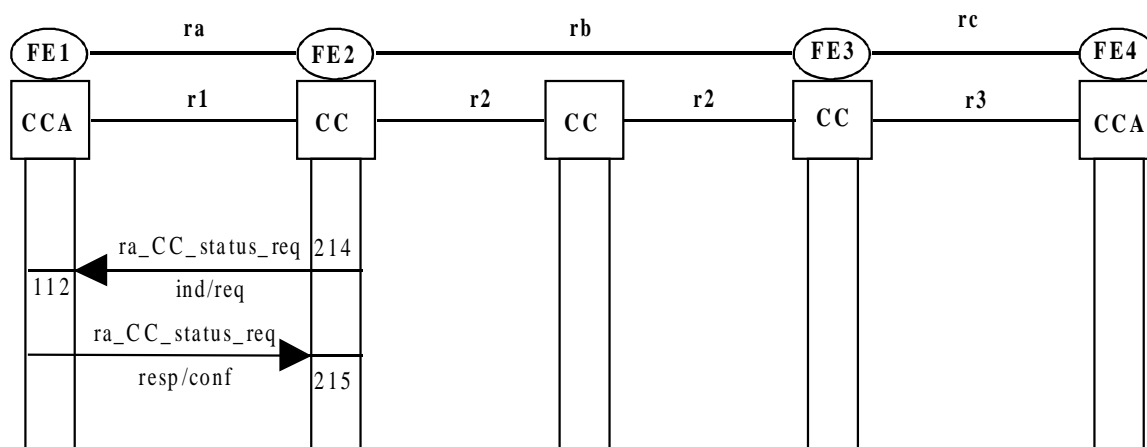 ra rb rc
FE1 FE2 FE3 FE4
r1 r2 r2 r3
CCA CC CC CC CCA
ra_CC_status_req 214
112 ind/req
ra_CC_status_req
resp/conf 215